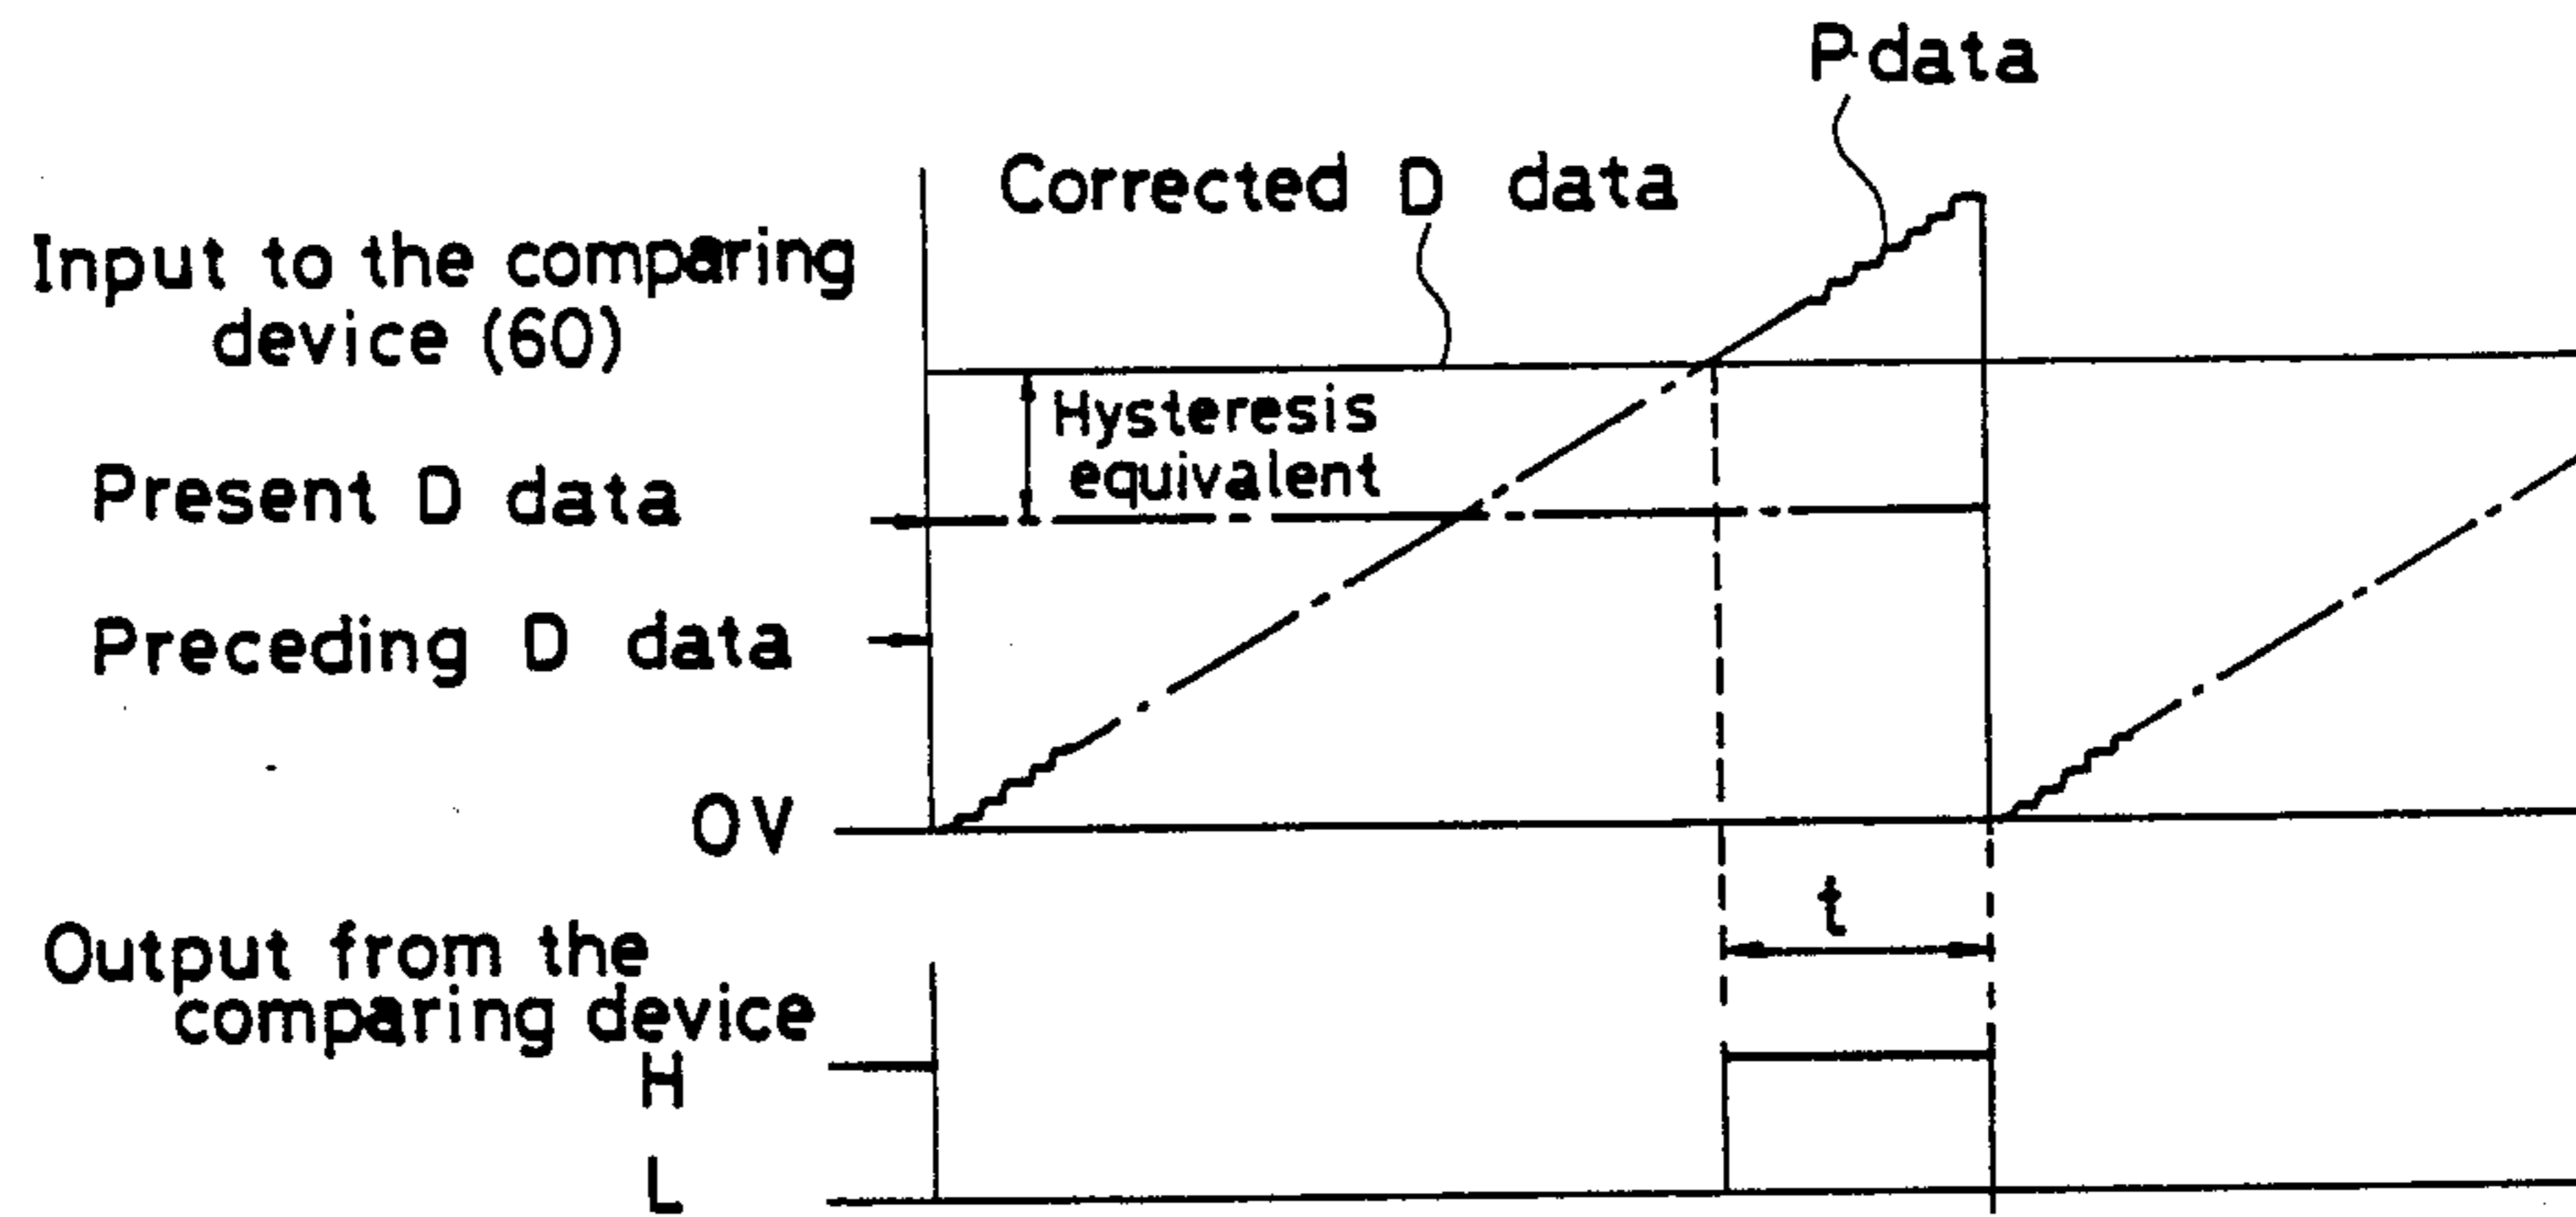 P data
Corrected D data
Input to the comparing
device (60)
Hysteresis
equivalent
Present D data
Preceding D data
0V
t
Output from the
comparing device
H
L